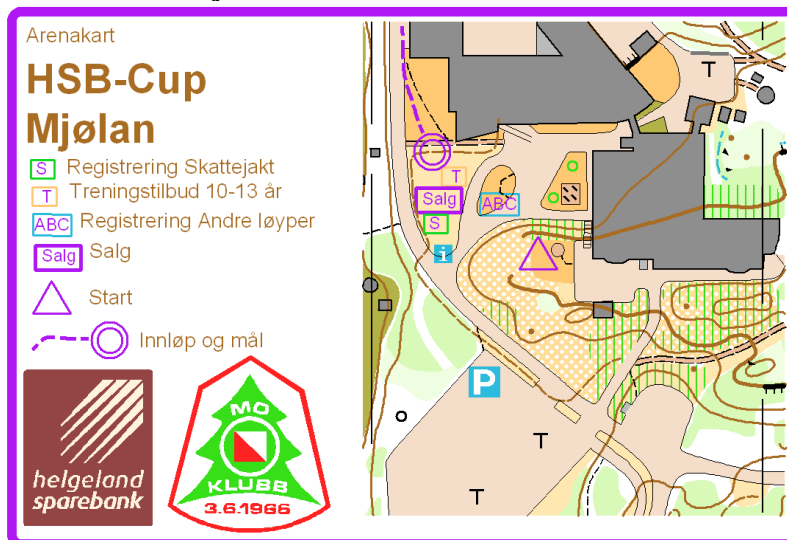 Arenakart
HSB-Cup
Mjølan
S Registrering Skattejakt
T Treningstilbud 10-13 år
ABC Registrering Andre løyper
Salg Salg
Start
Innløp og mål
helgeland
sparebank
MO
KLUBB
3.6.1966
T
T
Salg
ABC
S
i
P
T
T